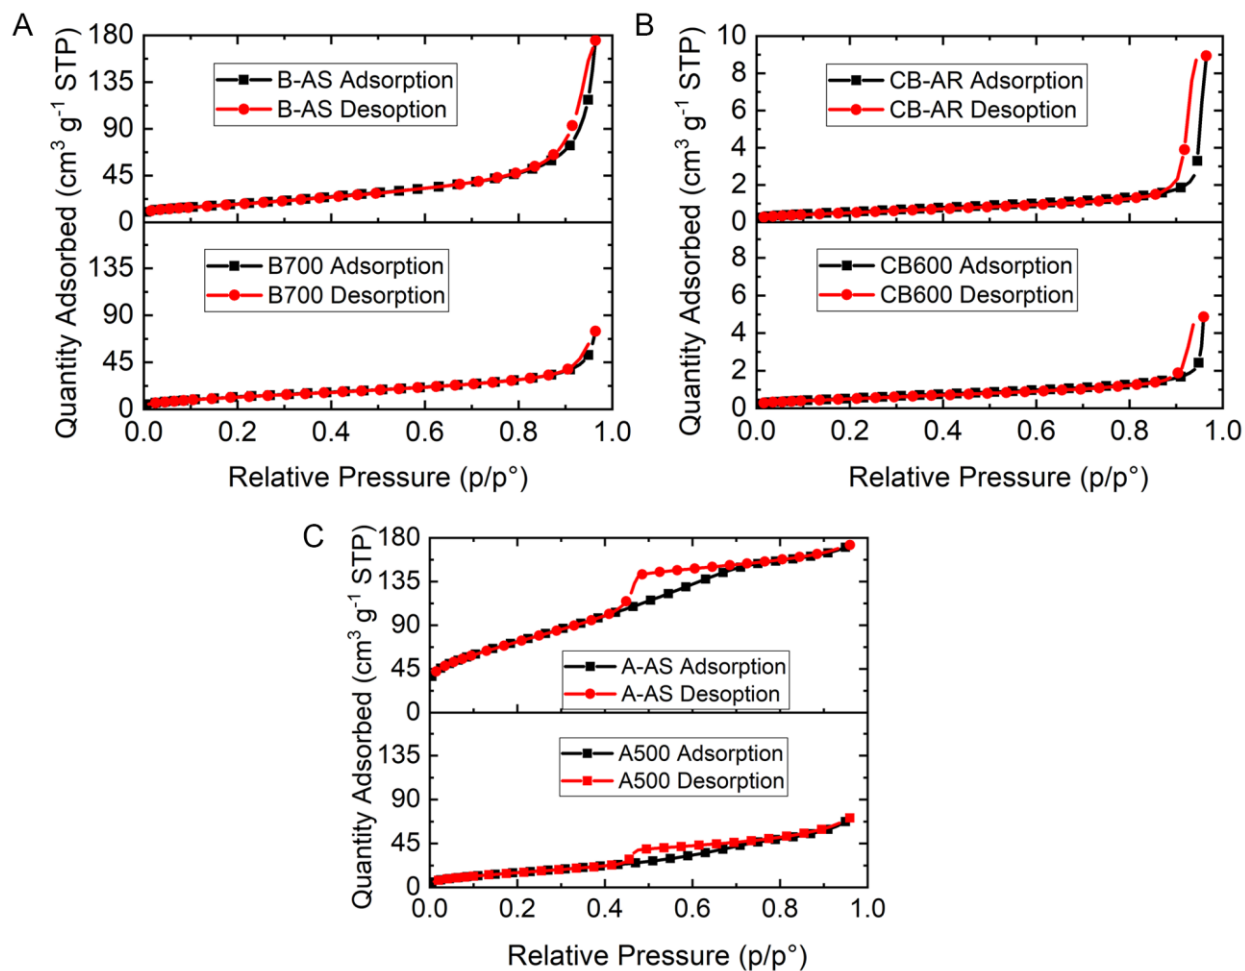 A
Quantity Adsorbed (cm³ g⁻¹ STP)
180
135
90
45
0
B-AS Adsorption
B-AS Desoption
135
90
45
0
B700 Adsorption
B700 Desorption
0.0 0.2 0.4 0.6 0.8 1.0
Relative Pressure (p/p°)
B
Quantity Adsorbed (cm³ g⁻¹ STP)
10
8
6
4
2
0
CB-AR Adsorption
CB-AR Desorption
8
6
4
2
0
CB600 Adsorption
CB600 Desorption
0.0 0.2 0.4 0.6 0.8 1.0
Relative Pressure (p/p°)
C
Quantity Adsorbed (cm³ g⁻¹ STP)
180
135
90
45
0
A-AS Adsorption
A-AS Desoption
135
90
45
0
A500 Adsorption
A500 Desorption
0.0 0.2 0.4 0.6 0.8 1.0
Relative Pressure (p/p°)